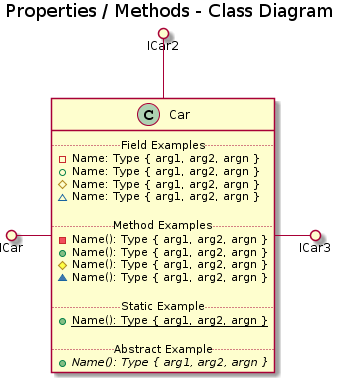 Properties / Methods - Class Diagram
ICar2
C Car
Field Examples
Name: Type { arg1, arg2, argn }
Name: Type { arg1, arg2, argn }
Name: Type { arg1, arg2, argn }
Name: Type { arg1, arg2, argn }
Method Examples
Name(): Type { arg1, arg2, argn }
Name(): Type { arg1, arg2, argn }
ICar
ICar3
Name(): Type { arg1, arg2, argn }
Name(): Type { arg1, arg2, argn }
Static Example
Name(): Type { arg1, arg2, argn }
Abstract Example
Name(): Type { arg1, arg2, argn }